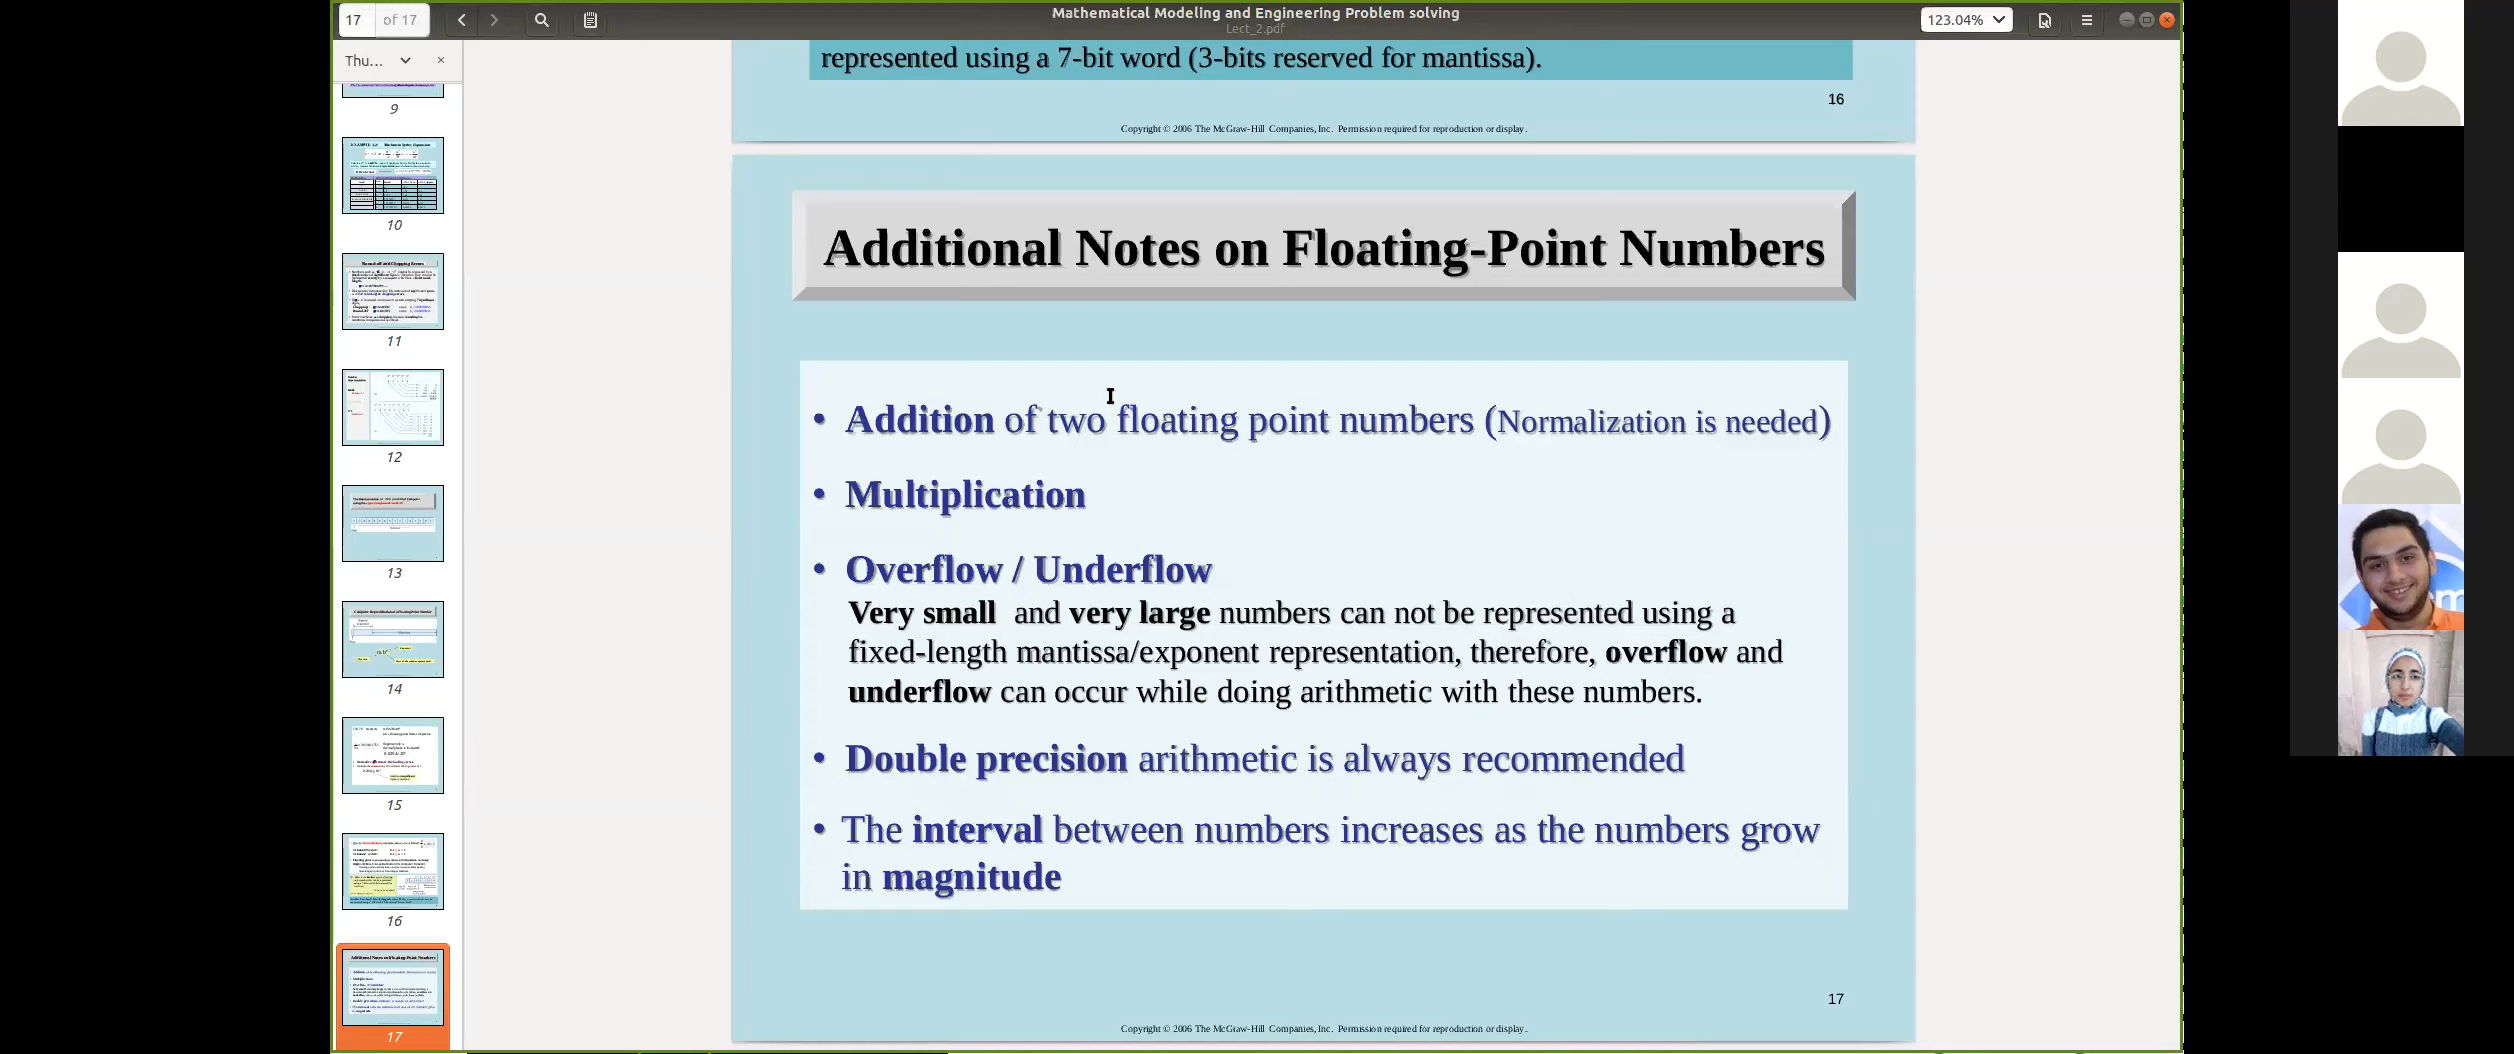 17 of 17
Mathematical Modeling and Engineering Problem solving
Lect_2.pdf
123.04%
Thu...
9
10
11
12
13
14
15
16
17
represented using a 7-bit word (3-bits reserved for mantissa).
16
Copyright © 2006 The McGraw-Hill Companies, Inc. Permission required for reproduction or display.
Additional Notes on Floating-Point Numbers
• Addition of two floating point numbers (Normalization is needed)
• Multiplication
• Overflow / Underflow
Very small and very large numbers can not be represented using a
fixed-length mantissa/exponent representation, therefore, overflow and
underflow can occur while doing arithmetic with these numbers.
• Double precision arithmetic is always recommended
• The interval between numbers increases as the numbers grow
in magnitude
17
Copyright © 2006 The McGraw-Hill Companies, Inc. Permission required for reproduction or display.